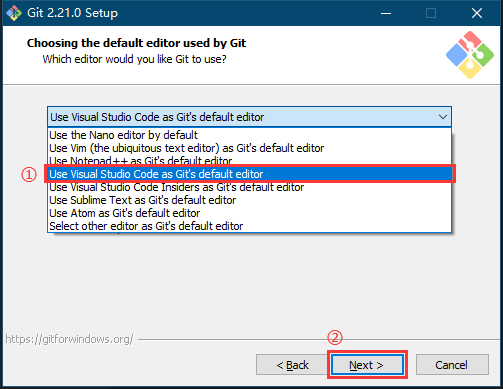 Git 2.21.0 Setup
Choosing the default editor used by Git
Which editor would you like Git to use?
Use Visual Studio Code as Git's default editor
Use the Nano editor by default
Use Vim (the ubiquitous text editor) as Git's default editor
Use Notepad++ as Git's default editor
① Use Visual Studio Code as Git's default editor
Use Visual Studio Code Insiders as Git's default editor
Use Sublime Text as Git's default editor
Use Atom as Git's default editor
Select other editor as Git's default editor
②
https://gitforwindows.org/
< Back Next > Cancel